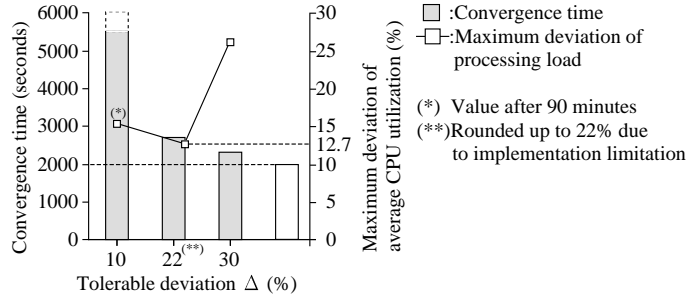 6000
5000
4000
3000
2000
1000
0
Convergence time (seconds)
(*)
10
22(**)
30
Tolerable deviation Δ (%)
30
25
20
15
12.7
10
5
0
Maximum deviation of
average CPU utilization (%)
:Convergence time
:Maximum deviation of
processing load
(*) Value after 90 minutes
(**)Rounded up to 22% due
to implementation limitation